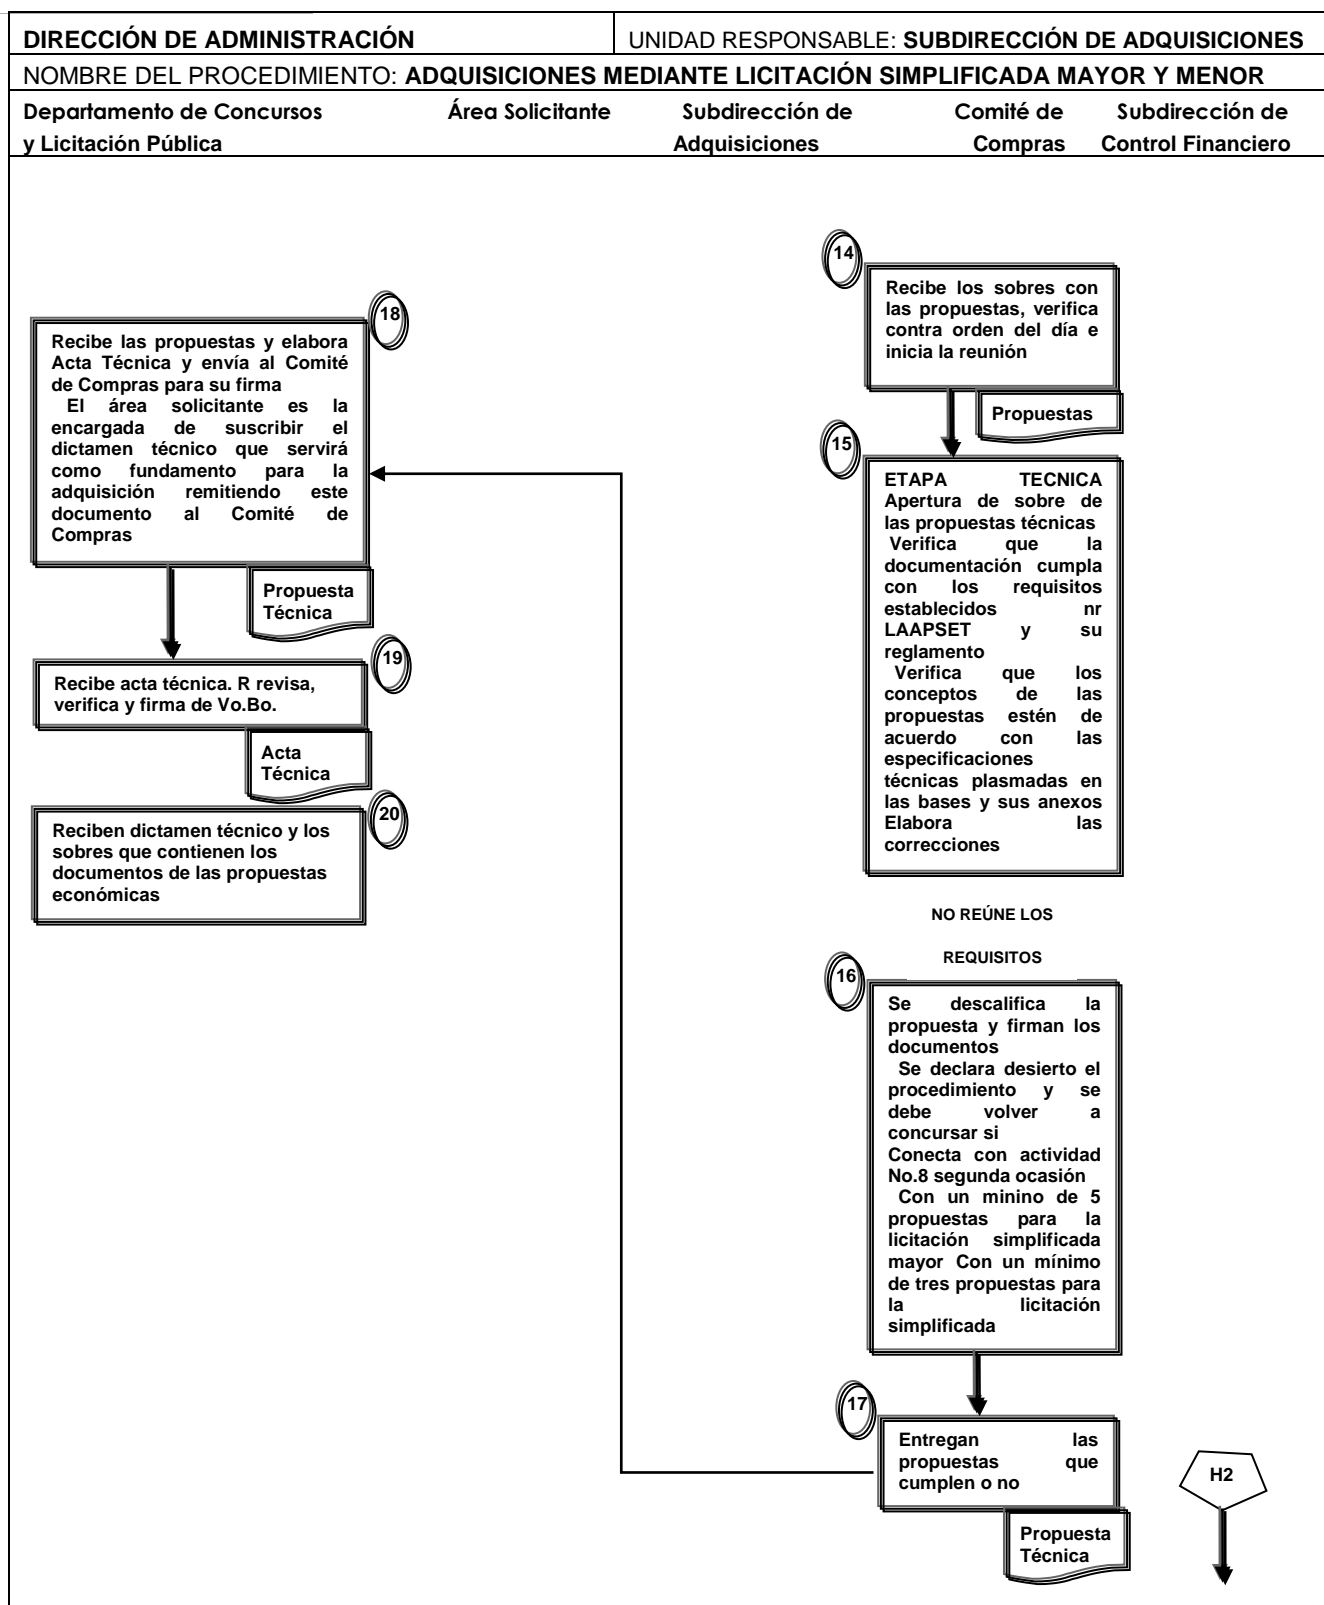 DIRECCIÓN DE ADMINISTRACIÓN
UNIDAD RESPONSABLE: SUBDIRECCIÓN DE ADQUISICIONES
NOMBRE DEL PROCEDIMIENTO: ADQUISICIONES MEDIANTE LICITACIÓN SIMPLIFICADA MAYOR Y MENOR
Departamento de Concursos
y Licitación Pública
Área Solicitante
Subdirección de
Adquisiciones
Comité de
Compras
Subdirección de
Control Financiero
14
Recibe los sobres con
las propuestas, verifica
contra orden del día e
inicia la reunión
Propuestas
15
ETAPA TECNICA
Apertura de sobre de
las propuestas técnicas
Verifica que la
documentación cumpla
con los requisitos
establecidos nr
LAAPSET y su
reglamento
Verifica que los
conceptos de las
propuestas estén de
acuerdo con las
especificaciones
técnicas plasmadas en
las bases y sus anexos
Elabora las
correcciones
NO REÚNE LOS
REQUISITOS
16
Se descalifica la
propuesta y firman los
documentos
Se declara desierto el
procedimiento y se
debe volver a
concursar si
Conecta con actividad
No.8 segunda ocasión
Con un minino de 5
propuestas para la
licitación simplificada
mayor Con un mínimo
de tres propuestas para
la licitación
simplificada
17
Entregan las
propuestas que
cumplen o no
Propuesta
Técnica
H2
18
Recibe las propuestas y elabora
Acta Técnica y envía al Comité
de Compras para su firma
El área solicitante es la
encargada de suscribir el
dictamen técnico que servirá
como fundamento para la
adquisición remitiendo este
documento al Comité de
Compras
Propuesta
Técnica
19
Recibe acta técnica. R revisa,
verifica y firma de Vo.Bo.
Acta
Técnica
20
Reciben dictamen técnico y los
sobres que contienen los
documentos de las propuestas
económicas